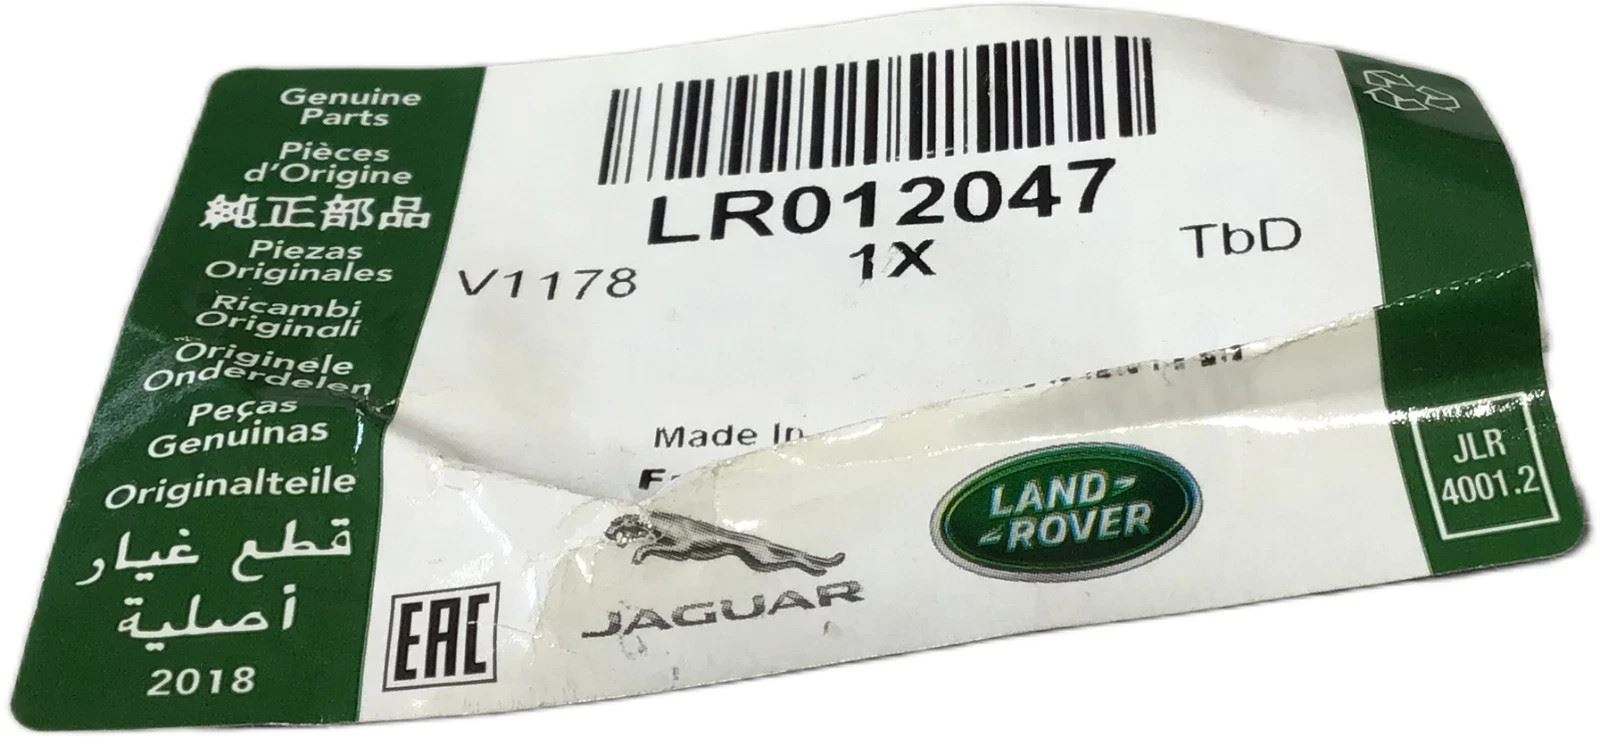 Genuine
Parts
Pièces
d'Origine
純正部品
Piezas
Originales
Ricambi
Originali
Originele
Onderdelen
Peças
Genuinas
Originalteile
قطع غيار
أصلية
2018
LR012047
1X
V1178
TbD
Made In
EAC
JAGUAR
LAND
ROVER
JLR
4001.2